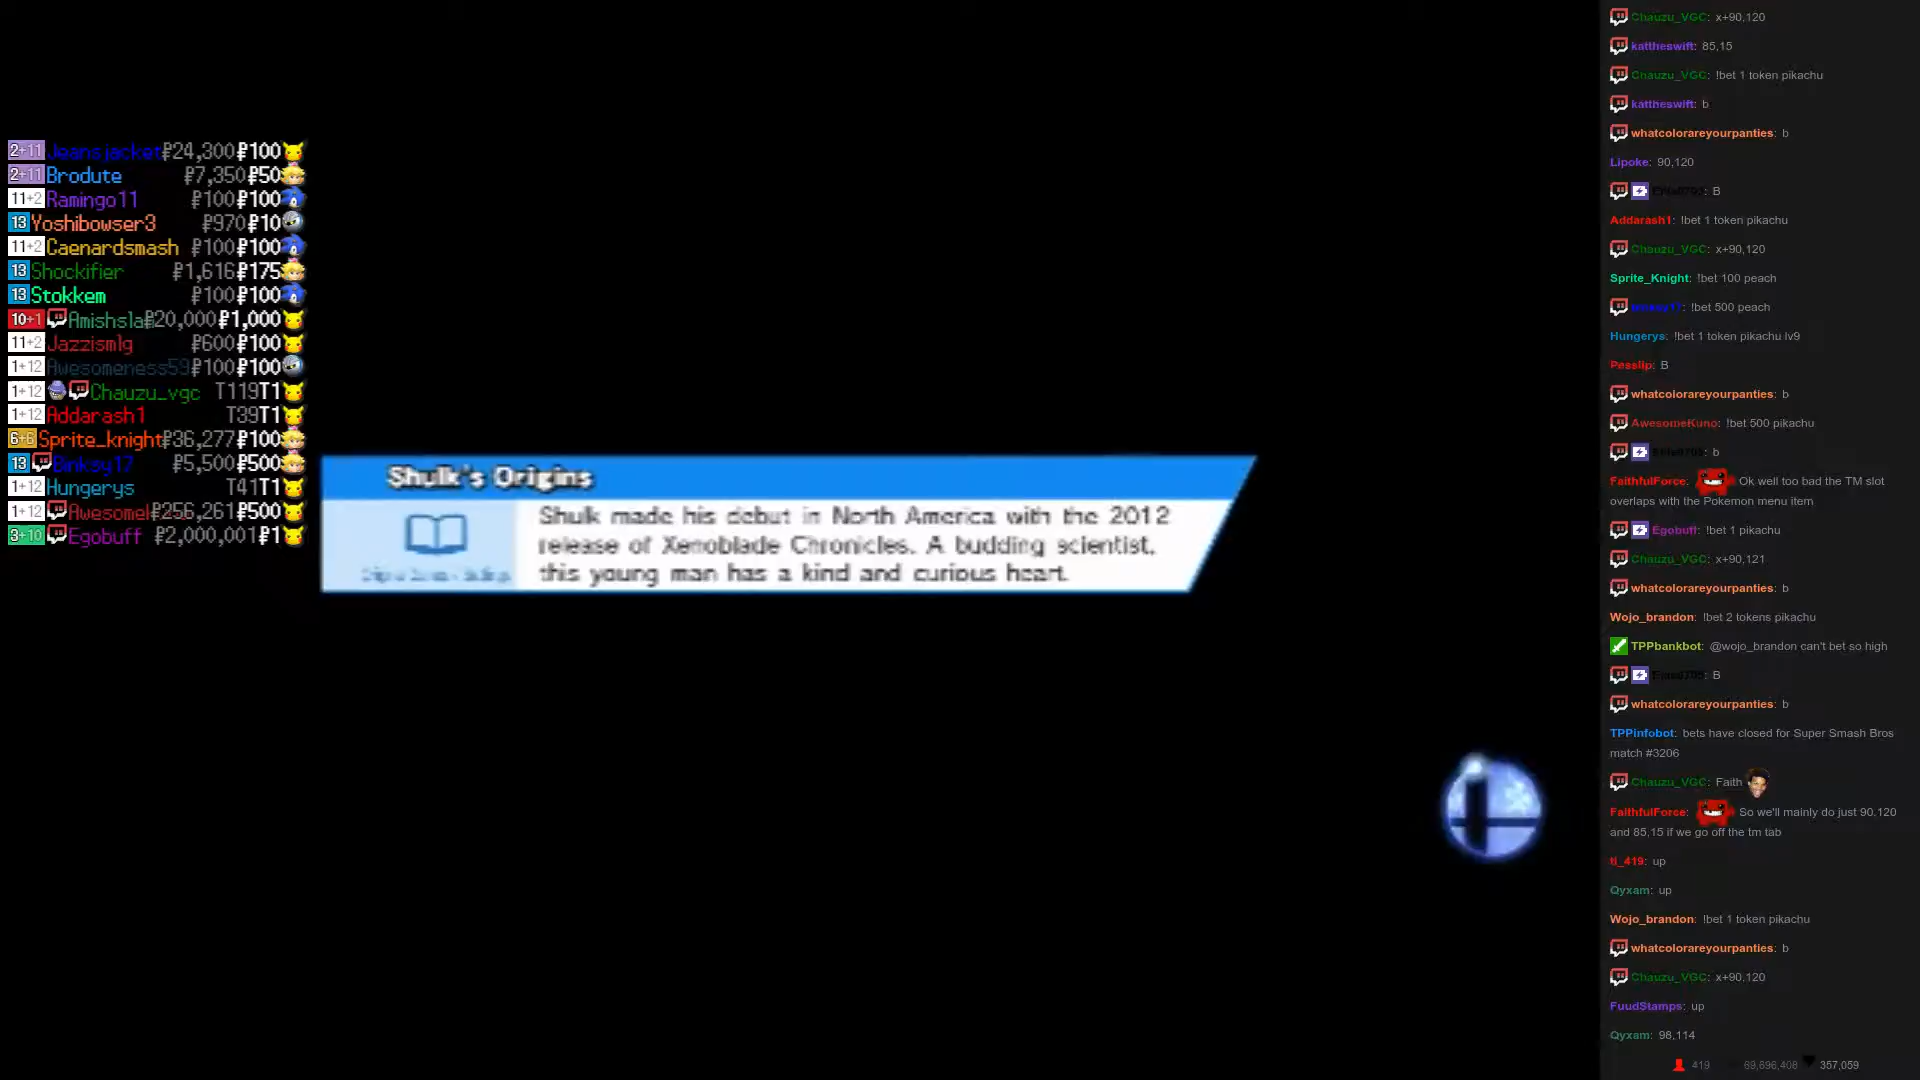 2+11 Jeansjacket ₽24,300 ₽100
2+11 Brodute ₽7,350 ₽50
11+2 Ramingo11 ₽100 ₽100
13 Yoshibowser3 ₽970 ₽10
11+2 Caenardsmash ₽100 ₽100
13 Shockifier ₽1,616 ₽175
13 Stokkem ₽100 ₽100
10+1 Amishsla ₽20,000 ₽1,000
11+2 Jazzismlg ₽600 ₽100
1+12 Awesomeness59 ₽100 ₽100
1+12 Chauzu_vgc T119 T1
1+12 Addarash1 T39 T1
6+6 Sprite_knight ₽36,277 ₽100
13 Binksy17 ₽5,500 ₽500
1+12 Hungerys T41 T1
1+12 Awesomel ₽256,261 ₽500
3+10 Egobuff ₽2,000,001 ₽1
Shulk's Origins
Shulk made his debut in North America with the 2012
release of Xenoblade Chronicles. A budding scientist,
this young man has a kind and curious heart.
Chauzu_VGC: x+90,120
kattheswift: 85,15
Chauzu_VGC: !bet 1 token pikachu
kattheswift: b
whatcolorareyourpanties: b
Lipoke: 90,120
B
Addarash1: !bet 1 token pikachu
Chauzu_VGC: x+90,120
Sprite_Knight: !bet 100 peach
binksy17: !bet 500 peach
Hungerys: !bet 1 token pikachu lv9
Pesslip: B
whatcolorareyourpanties: b
AwesomeKuno: !bet 500 pikachu
b
FaithfulForce: Ok well too bad the TM slot
overlaps with the Pokemon menu item
Egobuff: !bet 1 pikachu
Chauzu_VGC: x+90,121
whatcolorareyourpanties: b
Wojo_brandon: !bet 2 tokens pikachu
TPPbankbot: @wojo_brandon can't bet so high
B
whatcolorareyourpanties: b
TPPinfobot: bets have closed for Super Smash Bros
match #3206
Chauzu_VGC: Faith
FaithfulForce: So we'll mainly do just 90,120
and 85,15 if we go off the tm tab
up
Qyxam: up
Wojo_brandon: !bet 1 token pikachu
whatcolorareyourpanties: b
Chauzu_VGC: x+90,120
FuudStamps: up
Qyxam: 98,114
419 69,696,408 357,059